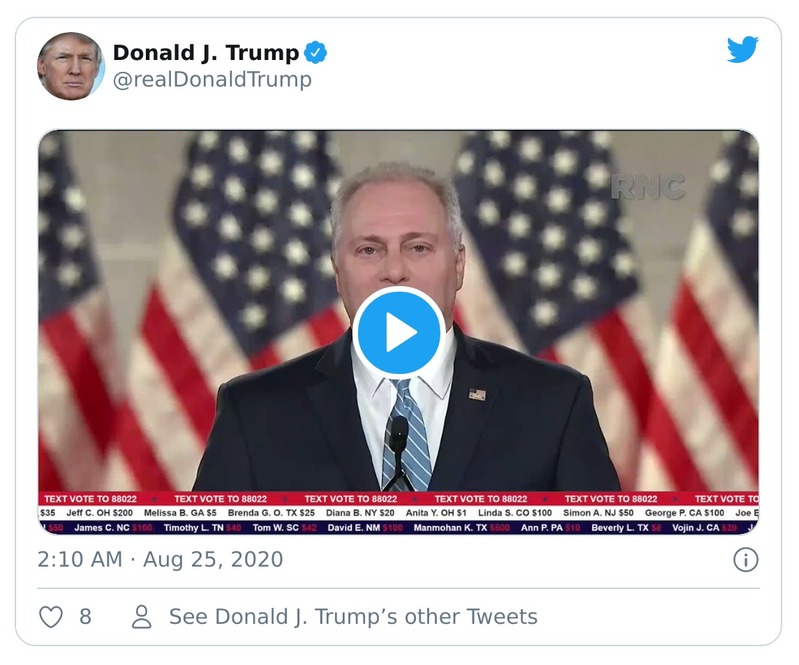 Donald J. Trump
@realDonaldTrump
RNC
TEXT VOTE TO 88022 TEXT VOTE TO 88022 TEXT VOTE TO 88022 TEXT VOTE TO 88022 TEXT VOTE TO 88022 TEXT VOTE TO
$35 Jeff C. OH $200 Melissa B. GA $5 Brenda G. O. TX $25 Diana B. NY $20 Anita Y. OH $1 Linda S. CO $100 Simon A. NJ $50 George P. CA $100 Joe
$50 James C. NC $100 Timothy L. TN $40 Tom W. SC $42 David E. NM $100 Manmohan K. TX $500 Ann P. PA $10 Beverly L. TX $8 Vojin J. CA $30
2:10 AM · Aug 25, 2020
8 See Donald J. Trump’s other Tweets